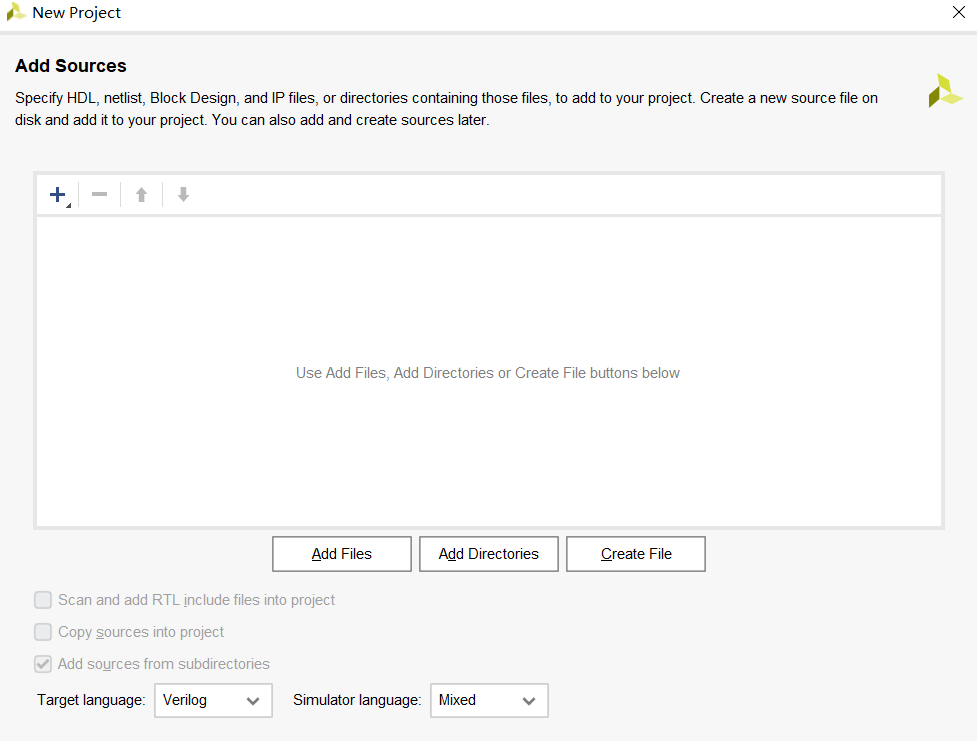 New Project
Add Sources
Specify HDL, netlist, Block Design, and IP files, or directories containing those files, to add to your project. Create a new source file on
disk and add it to your project. You can also add and create sources later.
Use Add Files, Add Directories or Create File buttons below
Add Files Add Directories Create File
Scan and add RTL include files into project
Copy sources into project
Add sources from subdirectories
Target language: Verilog Simulator language: Mixed